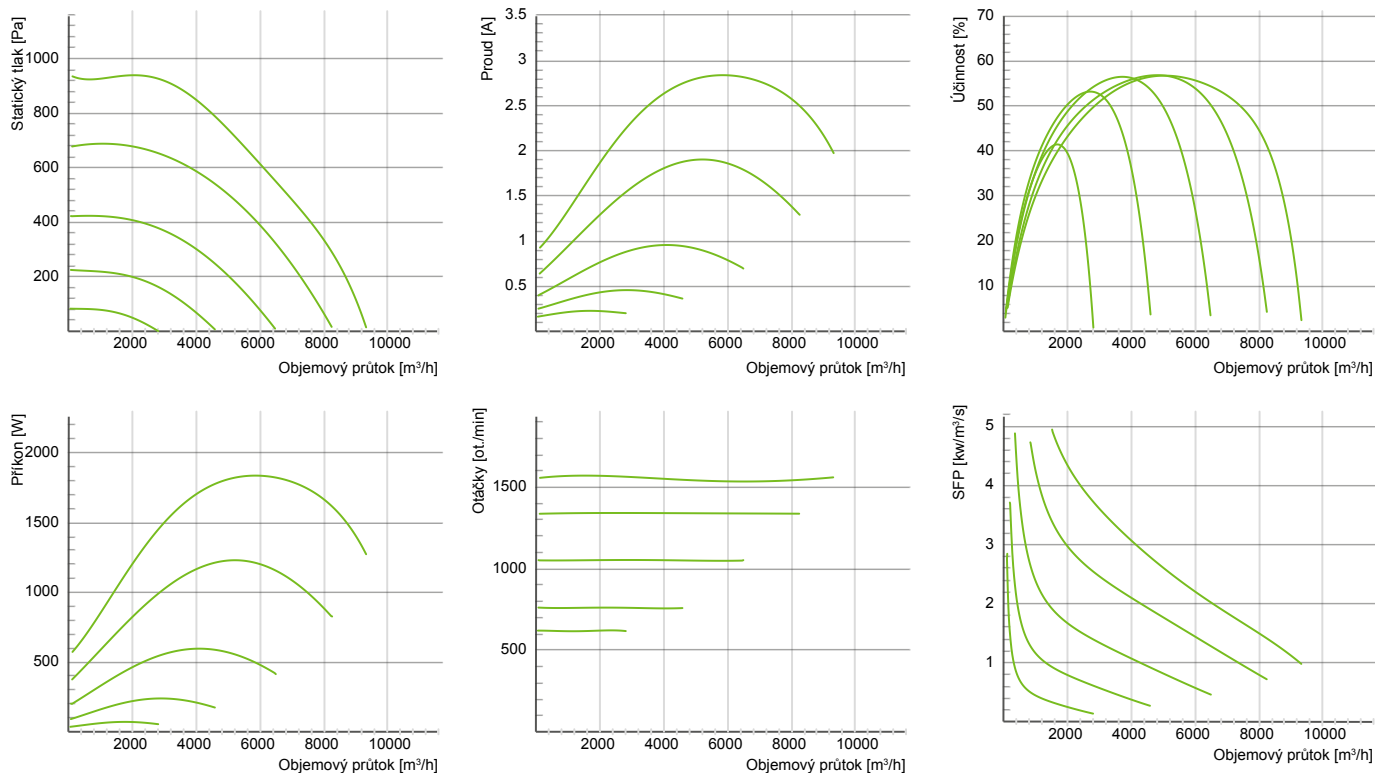 Statický tlak [Pa]
1000
800
600
400
200
2000 4000 6000 8000 10000
Objemový průtok [m³/h]
Proud [A]
3.5
3
2.5
2
1.5
1
0.5
2000 4000 6000 8000 10000
Objemový průtok [m³/h]
Účinnost [%]
70
60
50
40
30
20
10
2000 4000 6000 8000 10000
Objemový průtok [m³/h]
Příkon [W]
2000
1500
1000
500
2000 4000 6000 8000 10000
Objemový průtok [m³/h]
Otáčky [ot./min]
1500
1000
500
2000 4000 6000 8000 10000
Objemový průtok [m³/h]
SFP [kw/m³/s]
5
4
3
2
1
2000 4000 6000 8000 10000
Objemový průtok [m³/h]